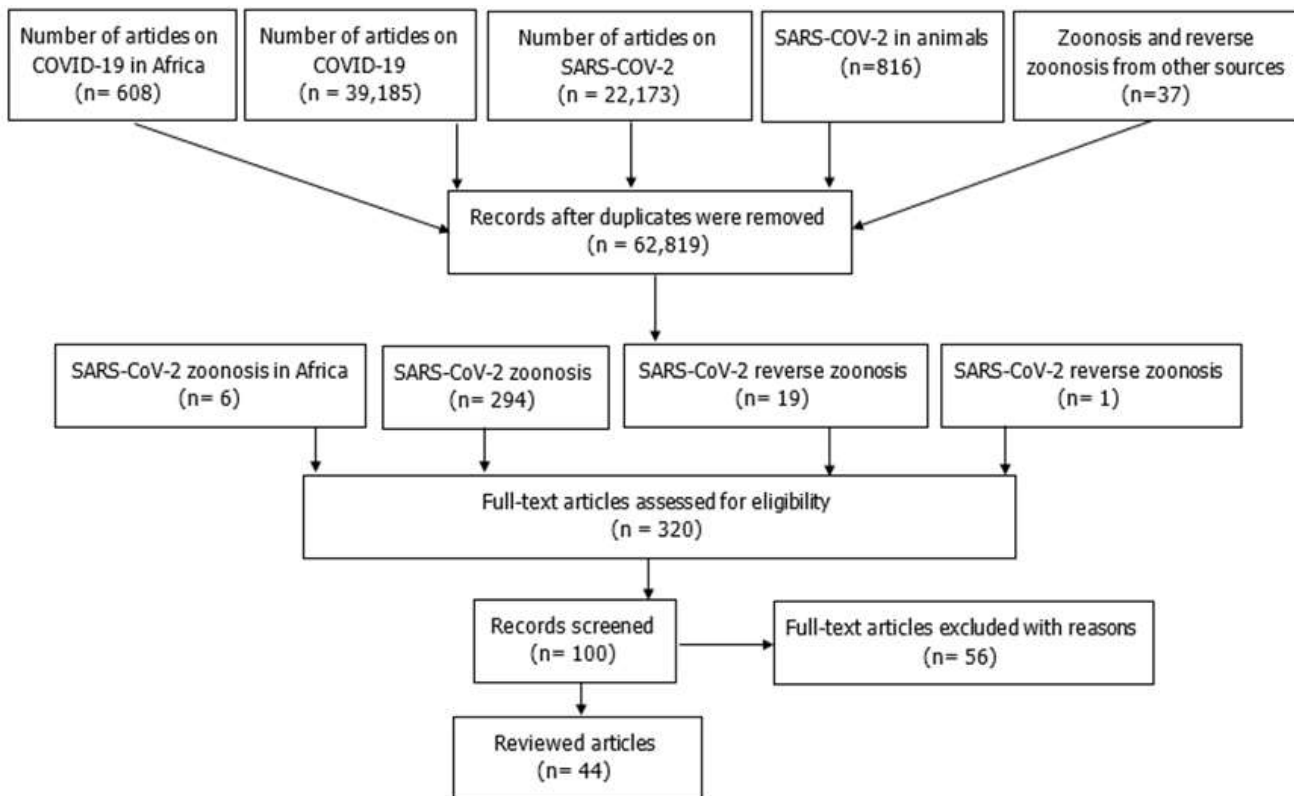 Number of articles on
COVID-19 in Africa
(n= 608)
Number of articles on
COVID-19
(n = 39,185)
Number of articles on
SARS-COV-2
(n = 22,173)
SARS-COV-2 in animals
(n=816)
Zoonosis and reverse
zoonosis from other sources
(n=37)
Records after duplicates were removed
(n = 62,819)
SARS-CoV-2 zoonosis in Africa
(n= 6)
SARS-CoV-2 zoonosis
(n= 294)
SARS-CoV-2 reverse zoonosis
(n= 19)
SARS-CoV-2 reverse zoonosis
(n= 1)
Full-text articles assessed for eligibility
(n = 320)
Records screened
(n= 100)
Full-text articles excluded with reasons
(n= 56)
Reviewed articles
(n= 44)